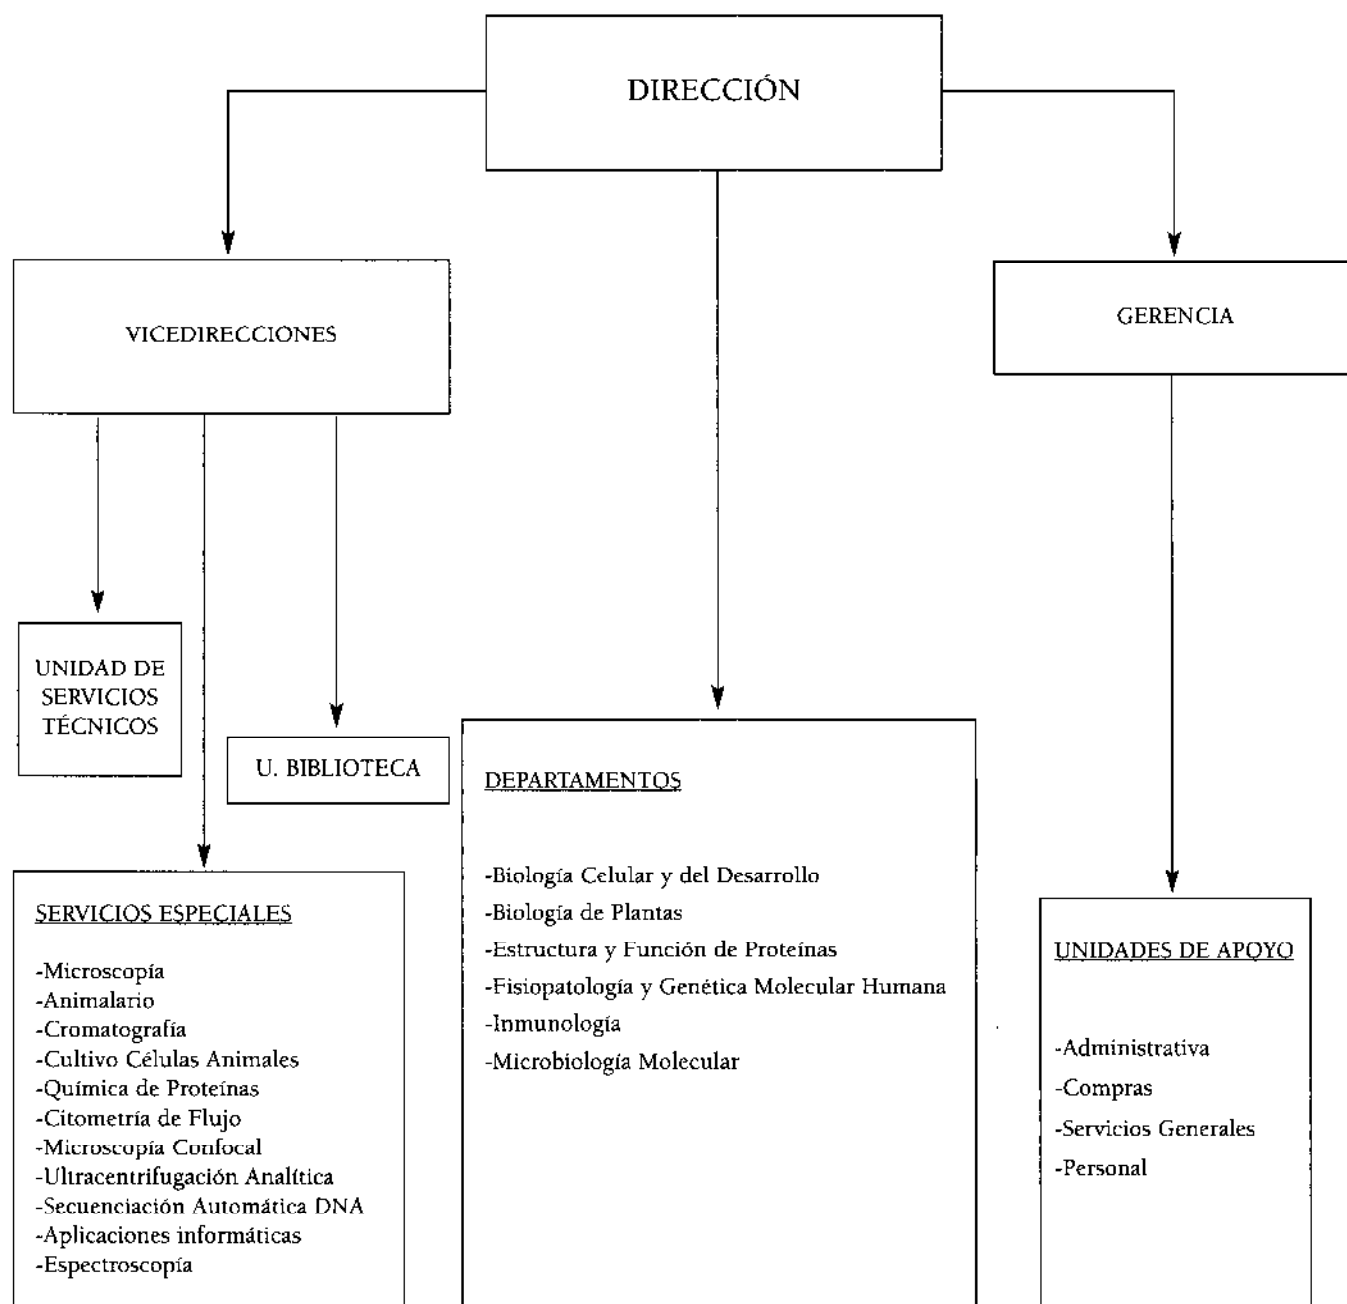 DIRECCIÓN
VICEDIRECCIONES
GERENCIA
UNIDAD DE
SERVICIOS
TÉCNICOS
U. BIBLIOTECA
DEPARTAMENTOS
-Biología Celular y del Desarrollo
-Biología de Plantas
-Estructura y Función de Proteínas
-Fisiopatología y Genética Molecular Humana
-Inmunología
-Microbiología Molecular
SERVICIOS ESPECIALES
-Microscopía
-Animalario
-Cromatografía
-Cultivo Células Animales
-Química de Proteínas
-Citometría de Flujo
-Microscopía Confocal
-Ultracentrifugación Analítica
-Secuenciación Automática DNA
-Aplicaciones informáticas
-Espectroscopía
UNIDADES DE APOYO
-Administrativa
-Compras
-Servicios Generales
-Personal